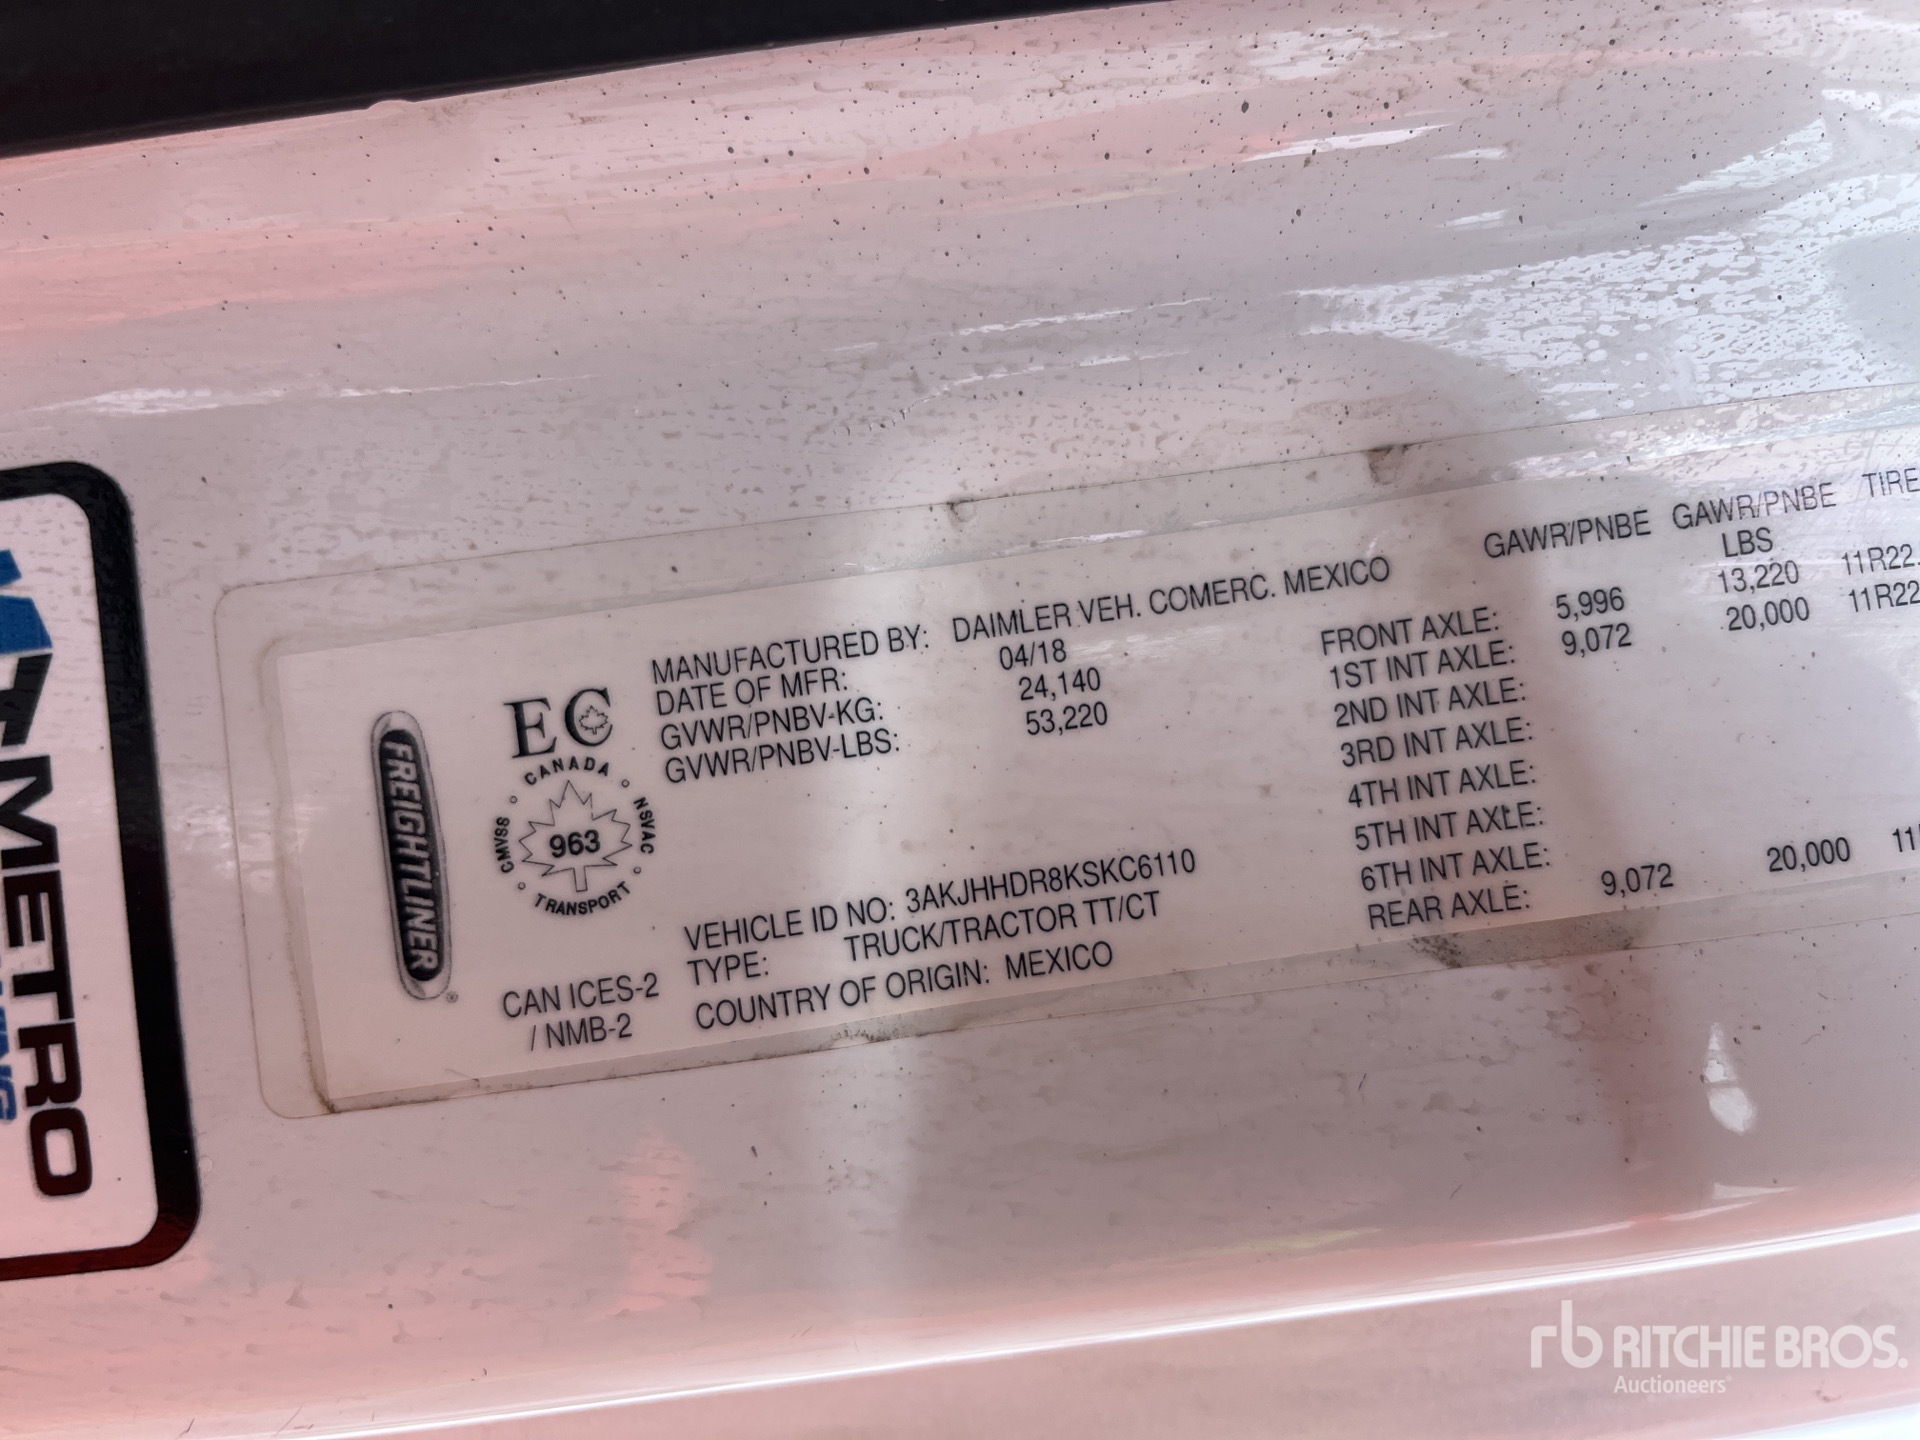 METRO
FREIGHTLINER
EC
CANADA
CMVSS
NSVAC
963
TRANSPORT
CAN ICES-2
/ NMB-2
MANUFACTURED BY: DAIMLER VEH. COMERC. MEXICO
DATE OF MFR: 04/18
GVWR/PNBV-KG: 24,140
GVWR/PNBV-LBS: 53,220
VEHICLE ID NO: 3AKJHHDR8KSKC6110
TYPE: TRUCK/TRACTOR TT/CT
COUNTRY OF ORIGIN: MEXICO
GAWR/PNBE GAWR/PNBE TIRE
LBS
FRONT AXLE: 5,996 13,220 11R22.
1ST INT AXLE: 9,072 20,000 11R22
2ND INT AXLE:
3RD INT AXLE:
4TH INT AXLE:
5TH INT AXLE:
6TH INT AXLE:
REAR AXLE: 9,072 20,000 11
rb RITCHIE BROS.
Auctioneers